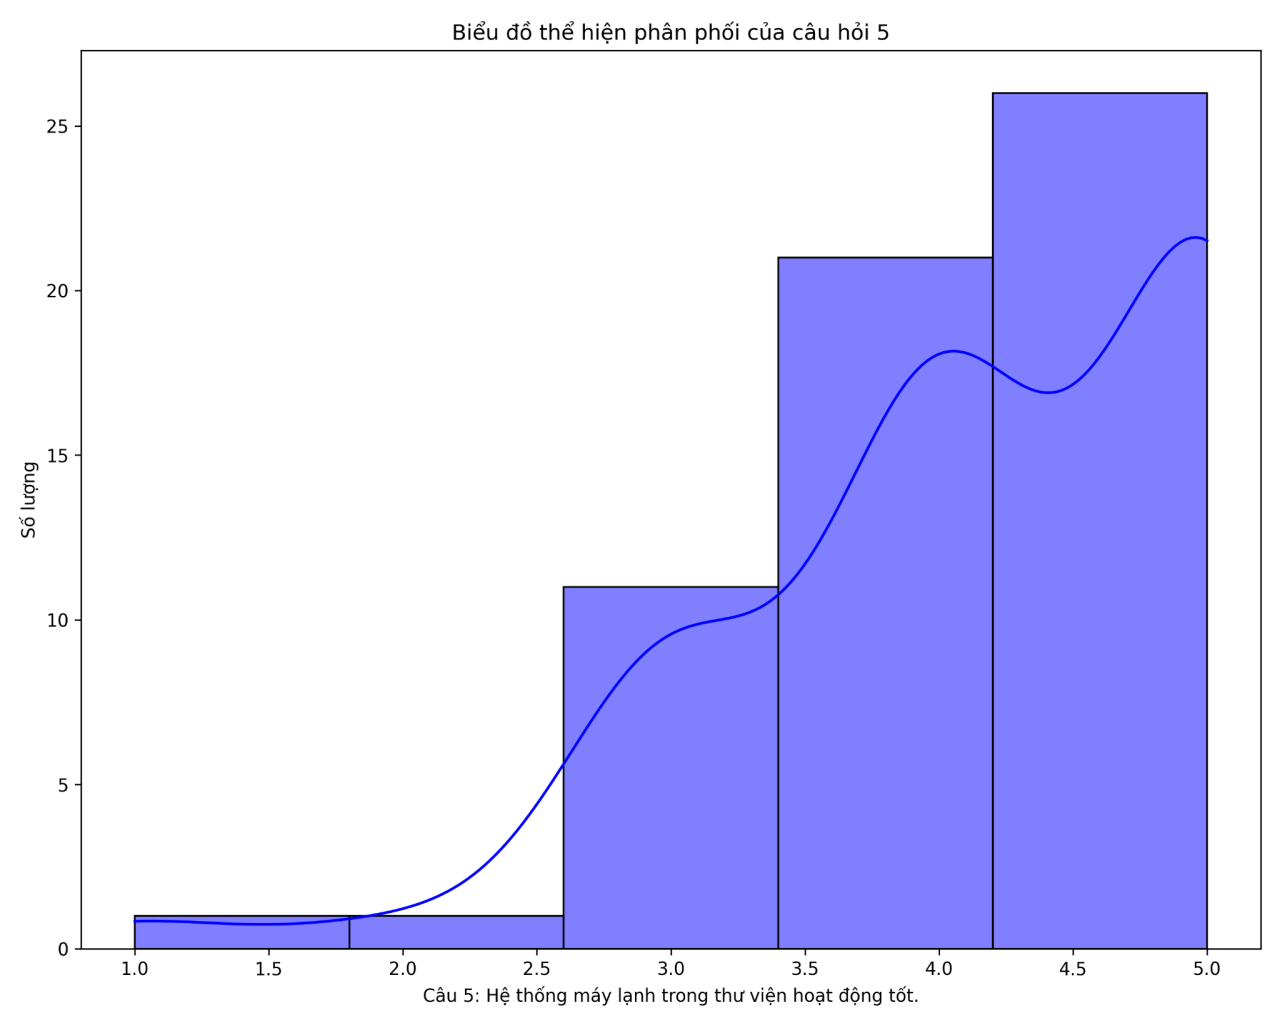 Biểu đồ thể hiện phân phối của câu hỏi 5
Số lượng
25
20
15
10
5
0
1.0 1.5 2.0 2.5 3.0 3.5 4.0 4.5 5.0
Câu 5: Hệ thống máy lạnh trong thư viện hoạt động tốt.